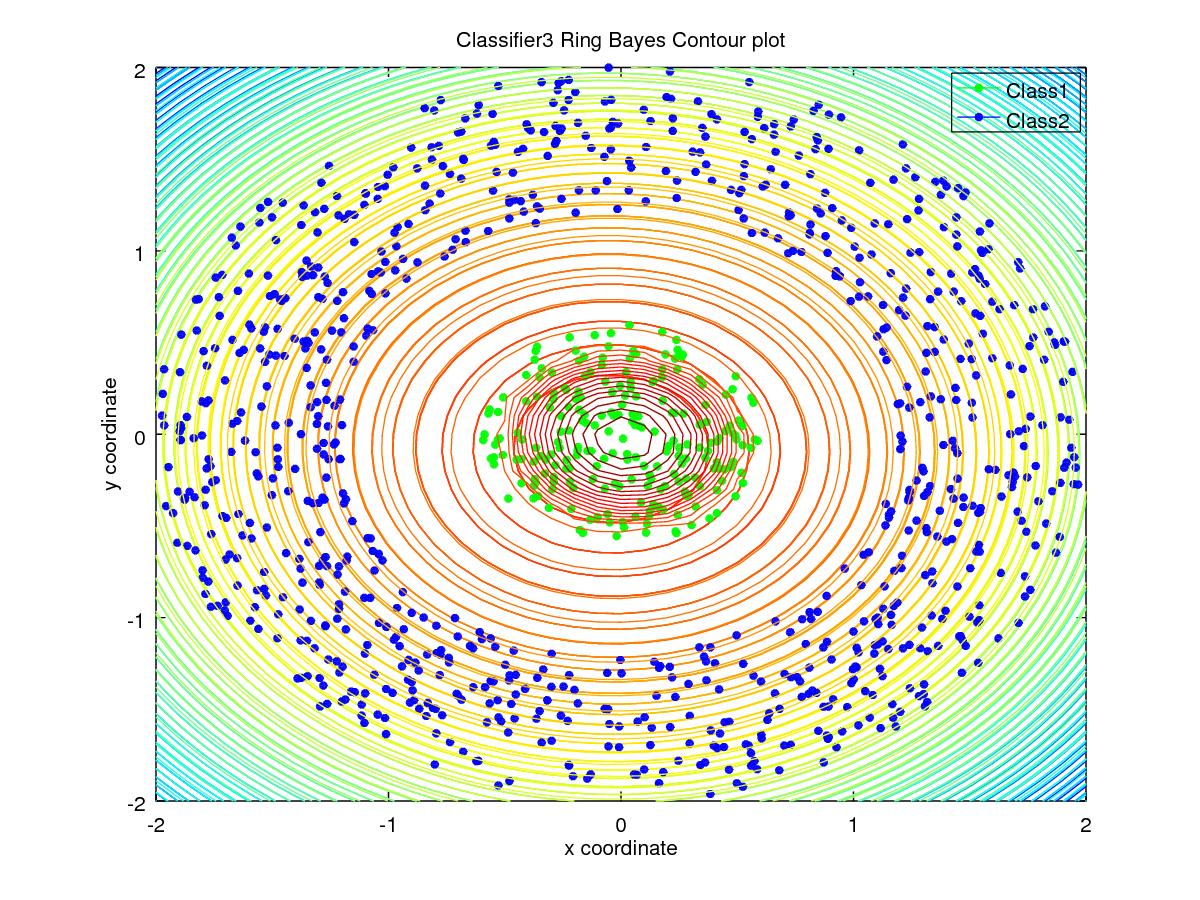 Classifier3 Ring Bayes Contour plot
Class1
Class2
2
1
0
-1
-2
y coordinate
-2 -1 0 1 2
x coordinate